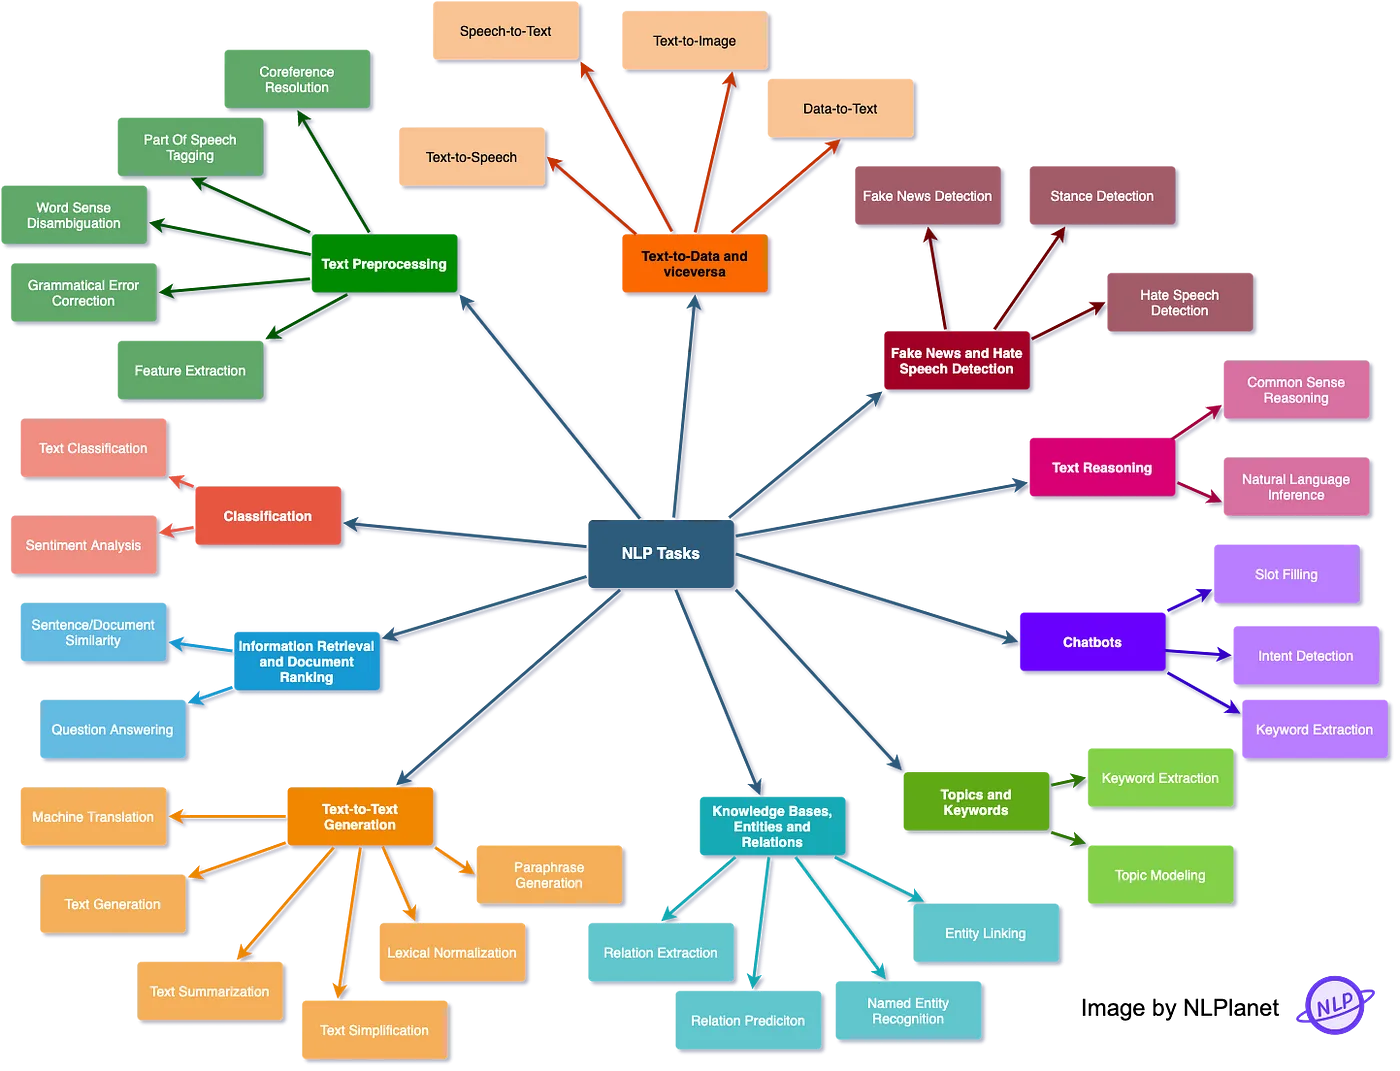 Speech-to-Text
Text-to-Image
Coreference
Resolution
Data-to-Text
Part Of Speech
Tagging
Text-to-Speech
Word Sense
Disambiguation
Fake News Detection
Stance Detection
Text Preprocessing
Text-to-Data and
viceversa
Grammatical Error
Correction
Hate Speech
Detection
Feature Extraction
Fake News and Hate
Speech Detection
Common Sense
Reasoning
Text Classification
Text Reasoning
Natural Language
Inference
Classification
Sentiment Analysis
NLP Tasks
Slot Filling
Sentence/Document
Similarity
Information Retrieval
and Document
Ranking
Chatbots
Intent Detection
Question Answering
Keyword Extraction
Machine Translation
Text-to-Text
Generation
Knowledge Bases,
Entities and
Relations
Topics and
Keywords
Keyword Extraction
Paraphrase
Generation
Topic Modeling
Text Generation
Lexical Normalization
Relation Extraction
Entity Linking
Text Summarization
Text Simplification
Relation Prediciton
Named Entity
Recognition
Image by NLPlanet
NLP